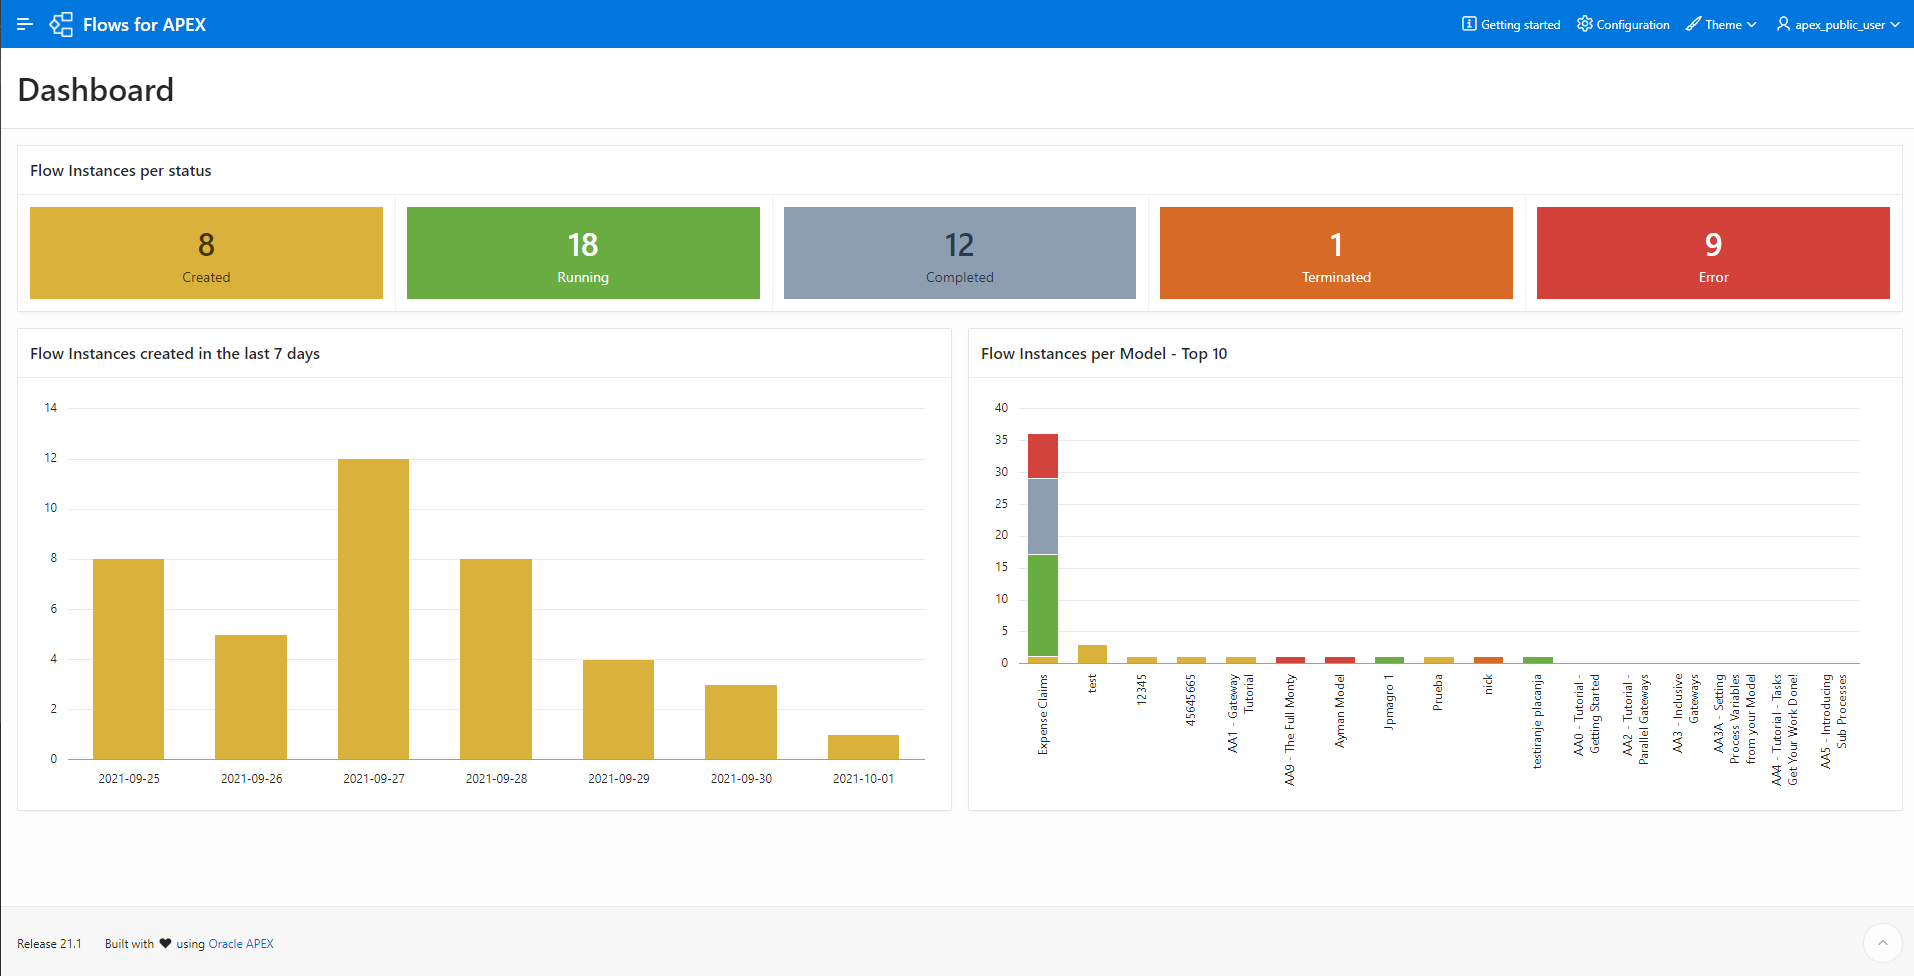 Flows for APEX
Getting started
Configuration
Theme
apex_public_user
Dashboard
Flow Instances per status
8
Created
18
Running
12
Completed
1
Terminated
9
Error
Flow Instances created in the last 7 days
14
12
10
8
6
4
2
0
2021-09-25
2021-09-26
2021-09-27
2021-09-28
2021-09-29
2021-09-30
2021-10-01
Flow Instances per Model - Top 10
40
35
30
25
20
15
10
5
0
Expense Claims
test
12345
45645665
AA1 - Gateway
Tutorial
AA9 - The Full Monty
Ayman Model
Jpmagro 1
Prueba
nick
testiranje placanja
AA0 - Tutorial -
Getting Started
AA2 - Tutorial -
Parallel Gateways
AA3 - Inclusive
Gateways
AA3A - Setting
Process Variables
from your Model
AA4 - Tutorial - Tasks
Get Your Work Done!
AA5 - Introducing
Sub Processes
Release 21.1
Built with ♥ using Oracle APEX